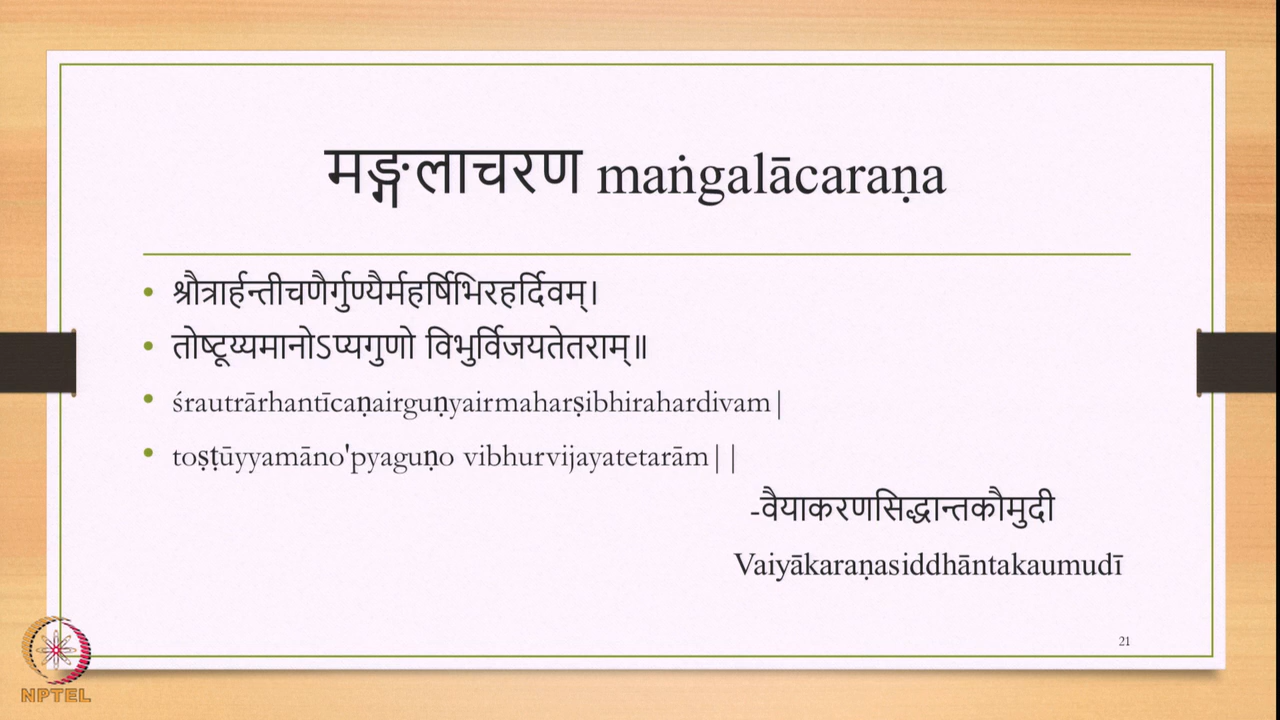 मङ्गलाचरण maṅgalācaraṇa
• श्रौत्रार्हन्तीचणैर्गुण्यैर्महर्षिभिरहर्दिवम्।
• तोष्टूय्यमानोऽप्यगुणो विभुर्विजयतेतराम्॥
• śrautrārhantīcaṇairguṇyairmaharṣibhirahardivam|
• toṣṭūyyamāno'pyaguṇo vibhurvijayatetarām||
-वैयाकरणसिद्धान्तकौमुदी
Vaiyākaraṇasiddhāntakaumudī
21
NPTEL